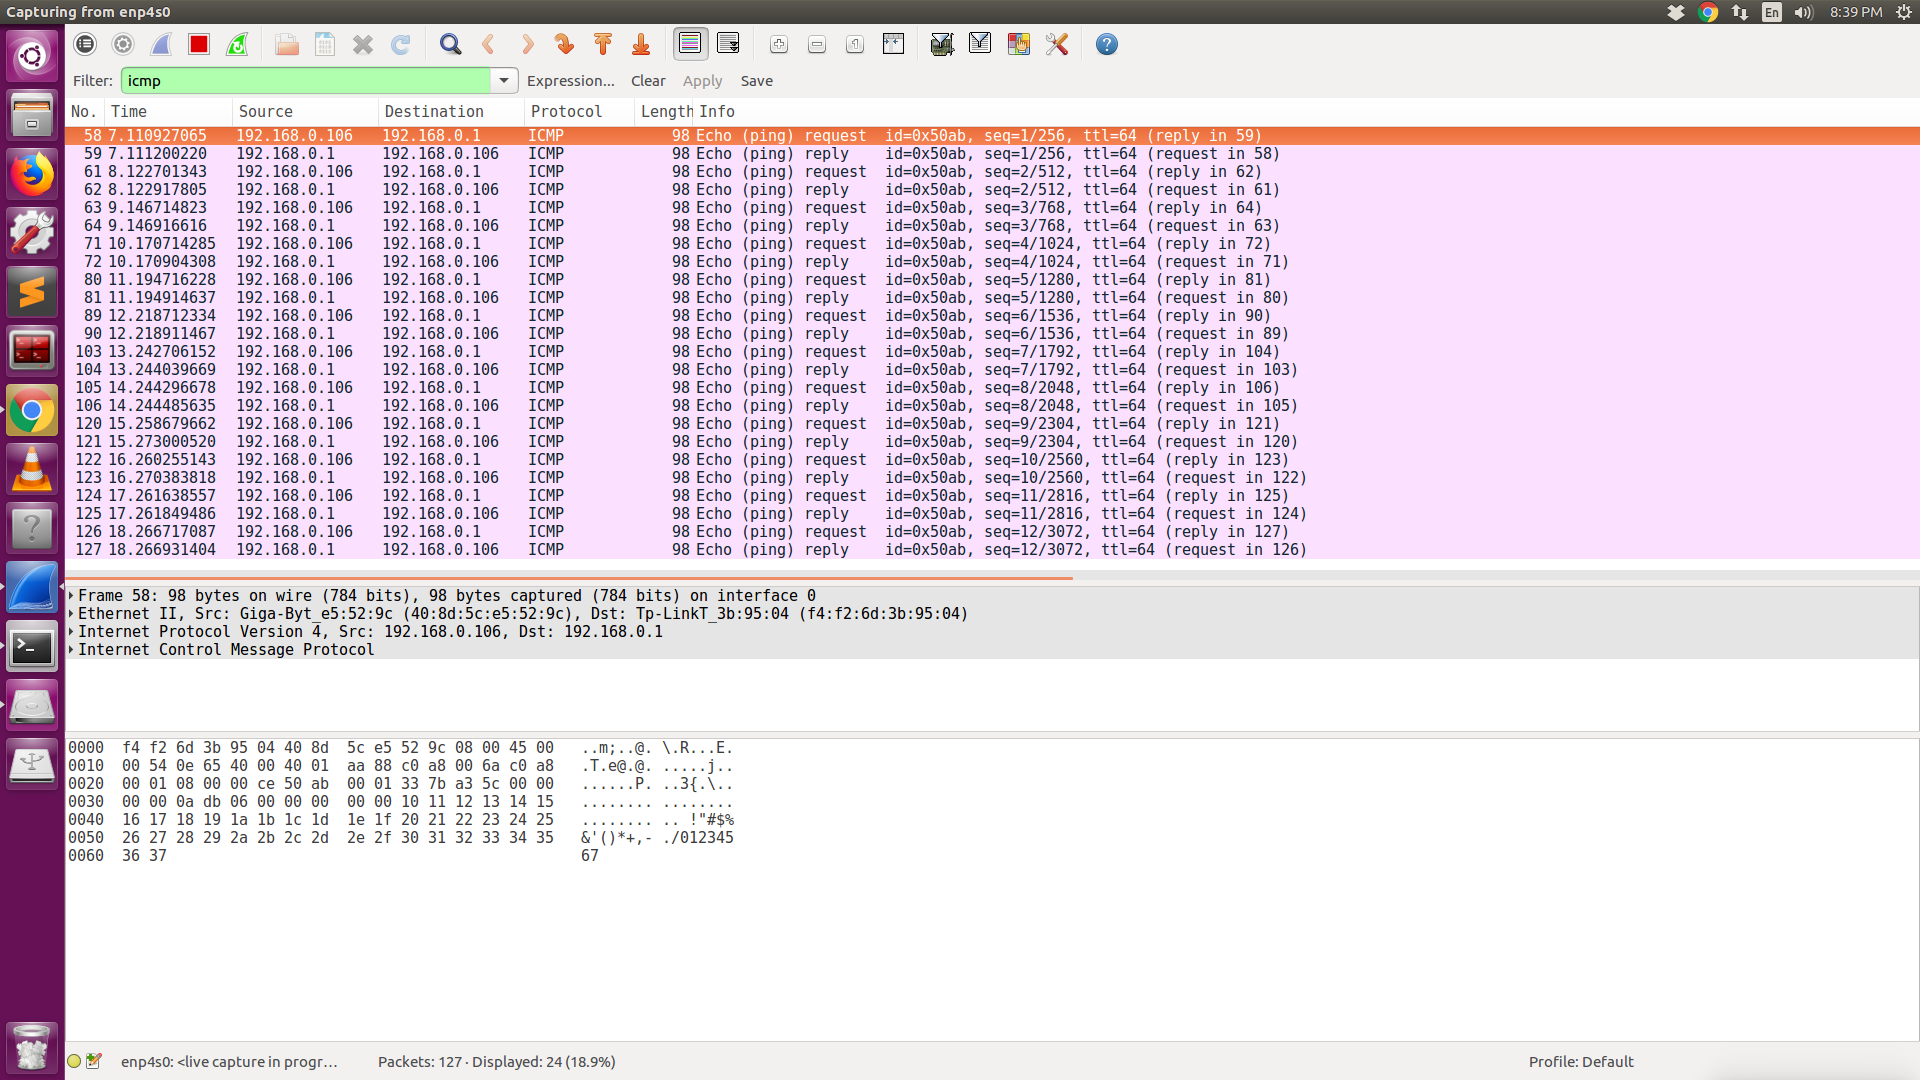 Capturing from enp4s0
En
8:39 PM
Filter: icmp Expression... Clear Apply Save
No. Time Source Destination Protocol Length Info
58 7.110927065 192.168.0.106 192.168.0.1 ICMP 98 Echo (ping) request id=0x50ab, seq=1/256, ttl=64 (reply in 59)
59 7.111200220 192.168.0.1 192.168.0.106 ICMP 98 Echo (ping) reply id=0x50ab, seq=1/256, ttl=64 (request in 58)
61 8.122701343 192.168.0.106 192.168.0.1 ICMP 98 Echo (ping) request id=0x50ab, seq=2/512, ttl=64 (reply in 62)
62 8.122917805 192.168.0.1 192.168.0.106 ICMP 98 Echo (ping) reply id=0x50ab, seq=2/512, ttl=64 (request in 61)
63 9.146714823 192.168.0.106 192.168.0.1 ICMP 98 Echo (ping) request id=0x50ab, seq=3/768, ttl=64 (reply in 64)
64 9.146916616 192.168.0.1 192.168.0.106 ICMP 98 Echo (ping) reply id=0x50ab, seq=3/768, ttl=64 (request in 63)
71 10.170714285 192.168.0.106 192.168.0.1 ICMP 98 Echo (ping) request id=0x50ab, seq=4/1024, ttl=64 (reply in 72)
72 10.170904308 192.168.0.1 192.168.0.106 ICMP 98 Echo (ping) reply id=0x50ab, seq=4/1024, ttl=64 (request in 71)
80 11.194716228 192.168.0.106 192.168.0.1 ICMP 98 Echo (ping) request id=0x50ab, seq=5/1280, ttl=64 (reply in 81)
81 11.194914637 192.168.0.1 192.168.0.106 ICMP 98 Echo (ping) reply id=0x50ab, seq=5/1280, ttl=64 (request in 80)
89 12.218712334 192.168.0.106 192.168.0.1 ICMP 98 Echo (ping) request id=0x50ab, seq=6/1536, ttl=64 (reply in 90)
90 12.218911467 192.168.0.1 192.168.0.106 ICMP 98 Echo (ping) reply id=0x50ab, seq=6/1536, ttl=64 (request in 89)
103 13.242706152 192.168.0.106 192.168.0.1 ICMP 98 Echo (ping) request id=0x50ab, seq=7/1792, ttl=64 (reply in 104)
104 13.244039669 192.168.0.1 192.168.0.106 ICMP 98 Echo (ping) reply id=0x50ab, seq=7/1792, ttl=64 (request in 103)
105 14.244296678 192.168.0.106 192.168.0.1 ICMP 98 Echo (ping) request id=0x50ab, seq=8/2048, ttl=64 (reply in 106)
106 14.244485635 192.168.0.1 192.168.0.106 ICMP 98 Echo (ping) reply id=0x50ab, seq=8/2048, ttl=64 (request in 105)
120 15.258679662 192.168.0.106 192.168.0.1 ICMP 98 Echo (ping) request id=0x50ab, seq=9/2304, ttl=64 (reply in 121)
121 15.273000520 192.168.0.1 192.168.0.106 ICMP 98 Echo (ping) reply id=0x50ab, seq=9/2304, ttl=64 (request in 120)
122 16.260255143 192.168.0.106 192.168.0.1 ICMP 98 Echo (ping) request id=0x50ab, seq=10/2560, ttl=64 (reply in 123)
123 16.270383818 192.168.0.1 192.168.0.106 ICMP 98 Echo (ping) reply id=0x50ab, seq=10/2560, ttl=64 (request in 122)
124 17.261638557 192.168.0.106 192.168.0.1 ICMP 98 Echo (ping) request id=0x50ab, seq=11/2816, ttl=64 (reply in 125)
125 17.261849486 192.168.0.1 192.168.0.106 ICMP 98 Echo (ping) reply id=0x50ab, seq=11/2816, ttl=64 (request in 124)
126 18.266717087 192.168.0.106 192.168.0.1 ICMP 98 Echo (ping) request id=0x50ab, seq=12/3072, ttl=64 (reply in 127)
127 18.266931404 192.168.0.1 192.168.0.106 ICMP 98 Echo (ping) reply id=0x50ab, seq=12/3072, ttl=64 (request in 126)
Frame 58: 98 bytes on wire (784 bits), 98 bytes captured (784 bits) on interface 0
Ethernet II, Src: Giga-Byt_e5:52:9c (40:8d:5c:e5:52:9c), Dst: Tp-LinkT_3b:95:04 (f4:f2:6d:3b:95:04)
Internet Protocol Version 4, Src: 192.168.0.106, Dst: 192.168.0.1
Internet Control Message Protocol
0000 f4 f2 6d 3b 95 04 40 8d 5c e5 52 9c 08 00 45 00 ..m;..@. \.R...E.
0010 00 54 0e 65 40 00 40 01 aa 88 c0 a8 00 6a c0 a8 .T.e@.@. .....j..
0020 00 01 08 00 00 ce 50 ab 00 01 33 7b a3 5c 00 00 ......P. ..3{.\..
0030 00 00 0a db 06 00 00 00 00 00 10 11 12 13 14 15 ........ ........
0040 16 17 18 19 1a 1b 1c 1d 1e 1f 20 21 22 23 24 25 ........ .. !"#$%
0050 26 27 28 29 2a 2b 2c 2d 2e 2f 30 31 32 33 34 35 &'()*+,- ./012345
0060 36 37 67
enp4s0: <live capture in progr... Packets: 127 · Displayed: 24 (18.9%) Profile: Default